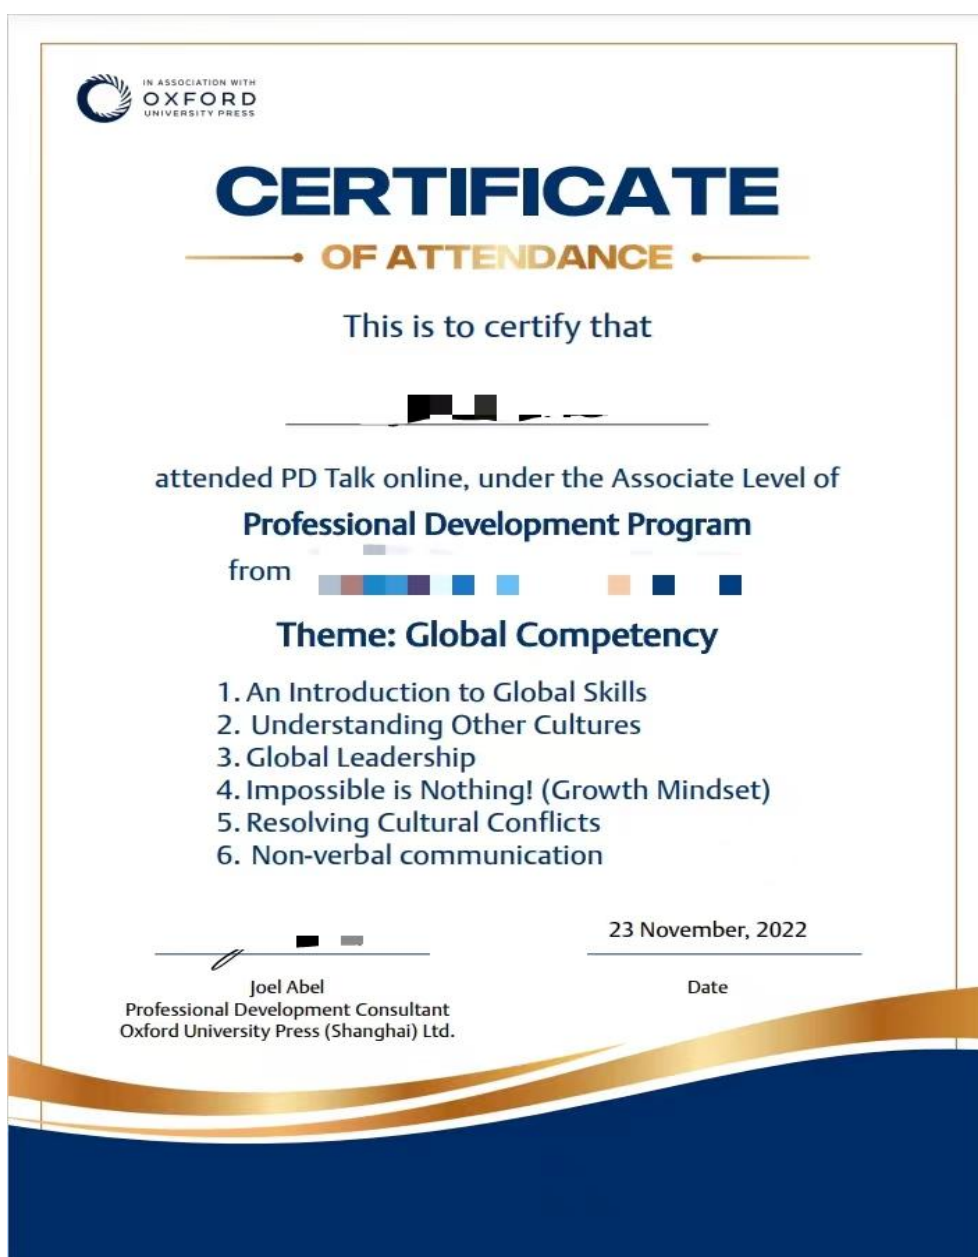 IN ASSOCIATION WITH
OXFORD
UNIVERSITY PRESS
CERTIFICATE
OF ATTENDANCE
This is to certify that
attended PD Talk online, under the Associate Level of
Professional Development Program
from
Theme: Global Competency
1. An Introduction to Global Skills
2. Understanding Other Cultures
3. Global Leadership
4. Impossible is Nothing! (Growth Mindset)
5. Resolving Cultural Conflicts
6. Non-verbal communication
23 November, 2022
Joel Abel
Date
Professional Development Consultant
Oxford University Press (Shanghai) Ltd.